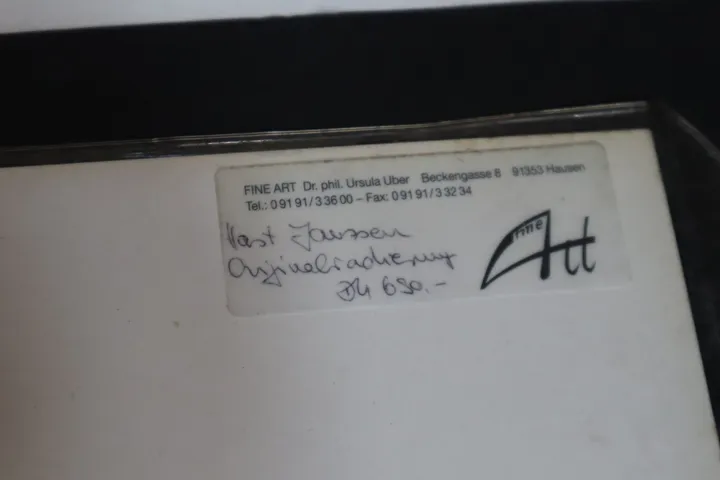 FINE ART Dr. phil. Ursula Uber Beckengasse 8 91353 Hausen
Tel.: 0 91 91 / 3 36 00 – Fax: 0 91 91 / 3 32 34
Janssen
Originalradierung
DM 650.–
fine
Art